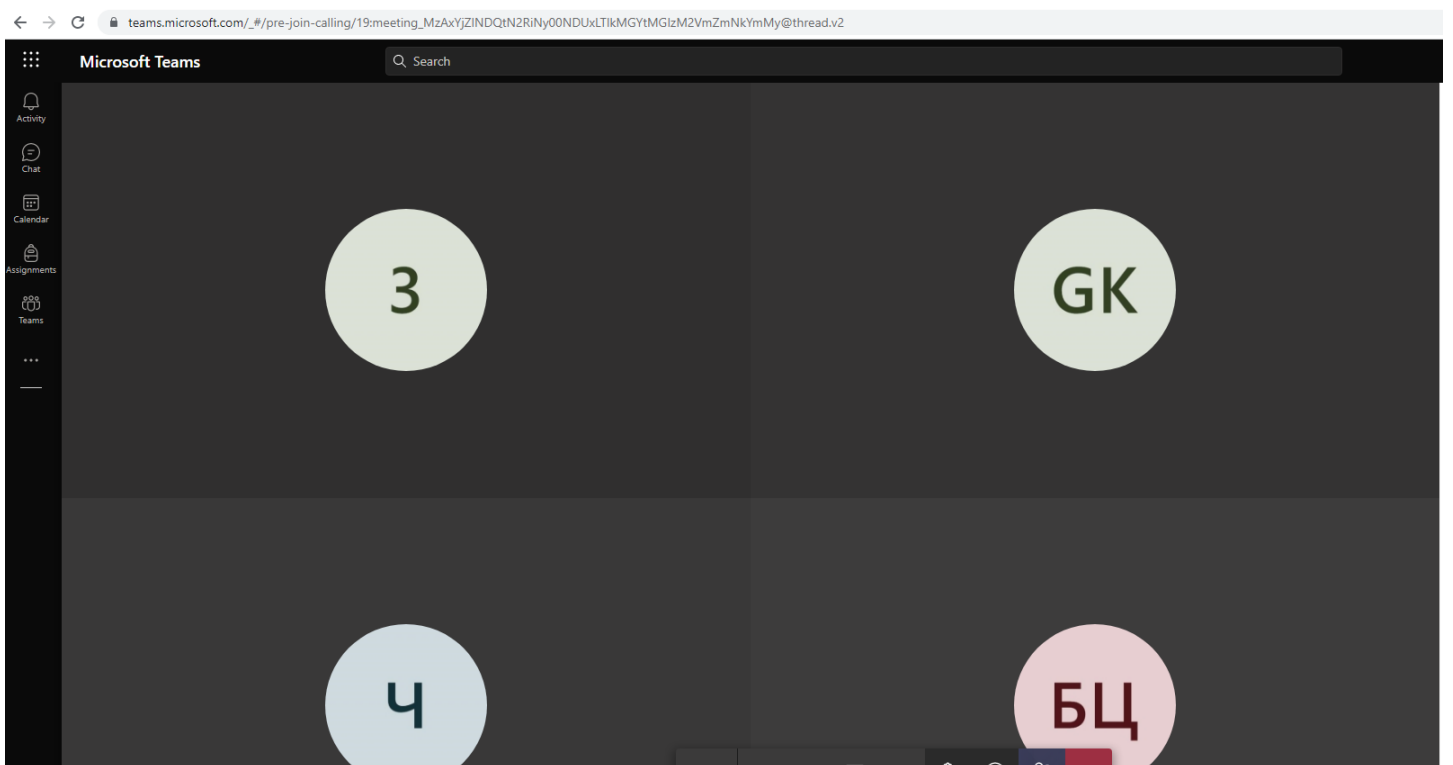 teams.microsoft.com/_#/pre-join-calling/19:meeting_MzAxYjZlNDQtN2RiNy00NDUxLTlkMGYtMGIzM2VmZmNkYmMy@thread.v2
Microsoft Teams
Search
Activity
Chat
Calendar
Assignments
Teams
З
GK
Ч
БЦ